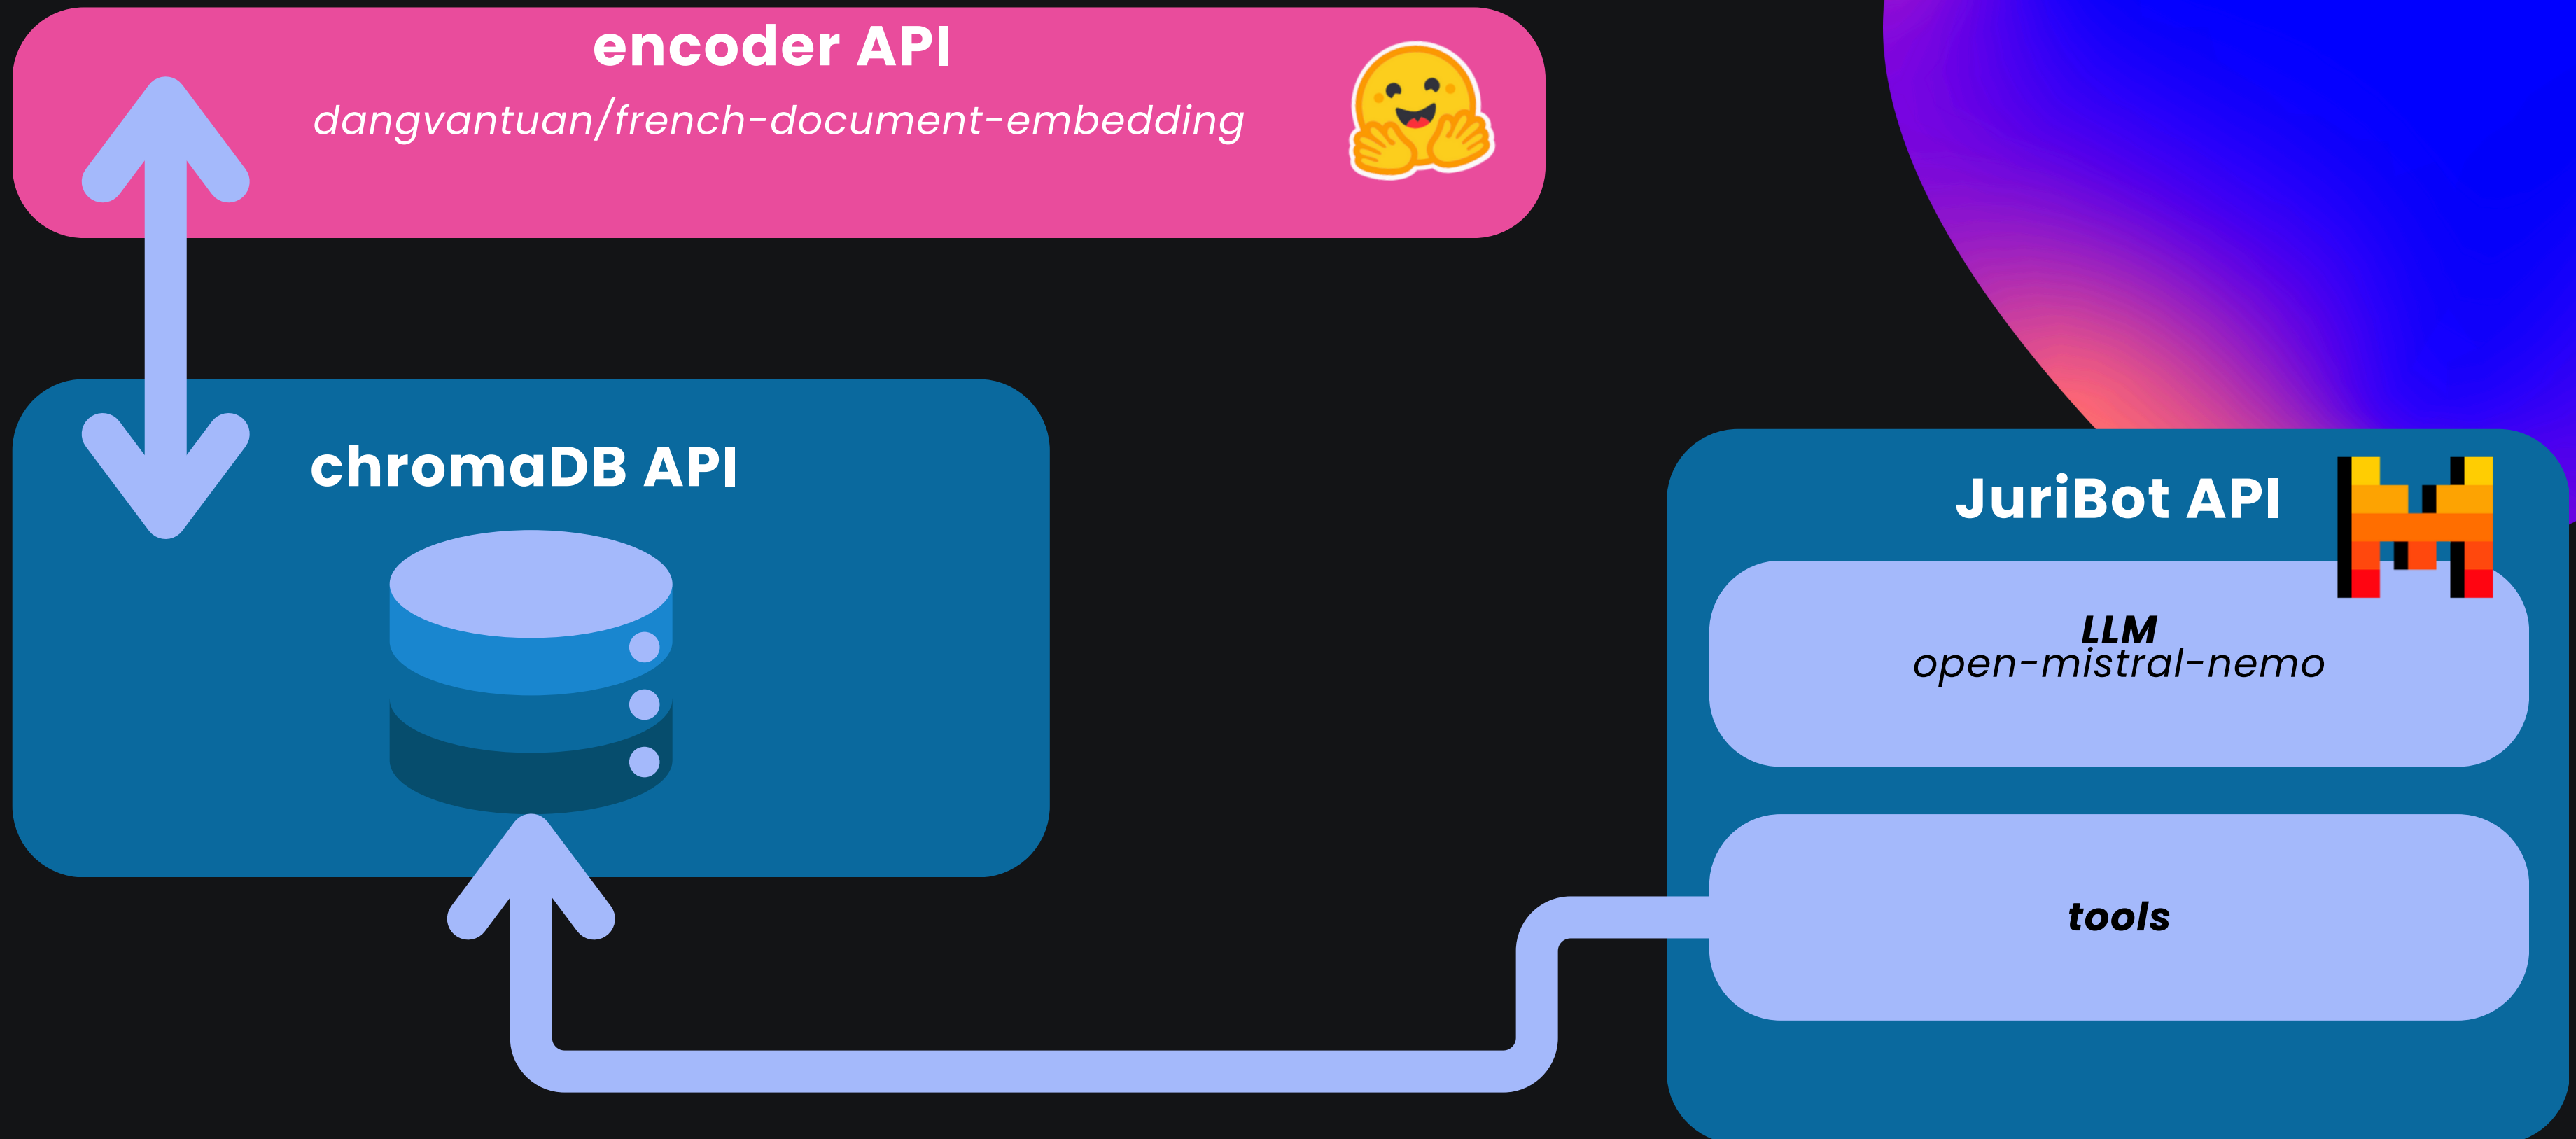 encoder API
dangvantuan/french-document-embedding
chromaDB API
JuriBot API
LLM
open-mistral-nemo
tools